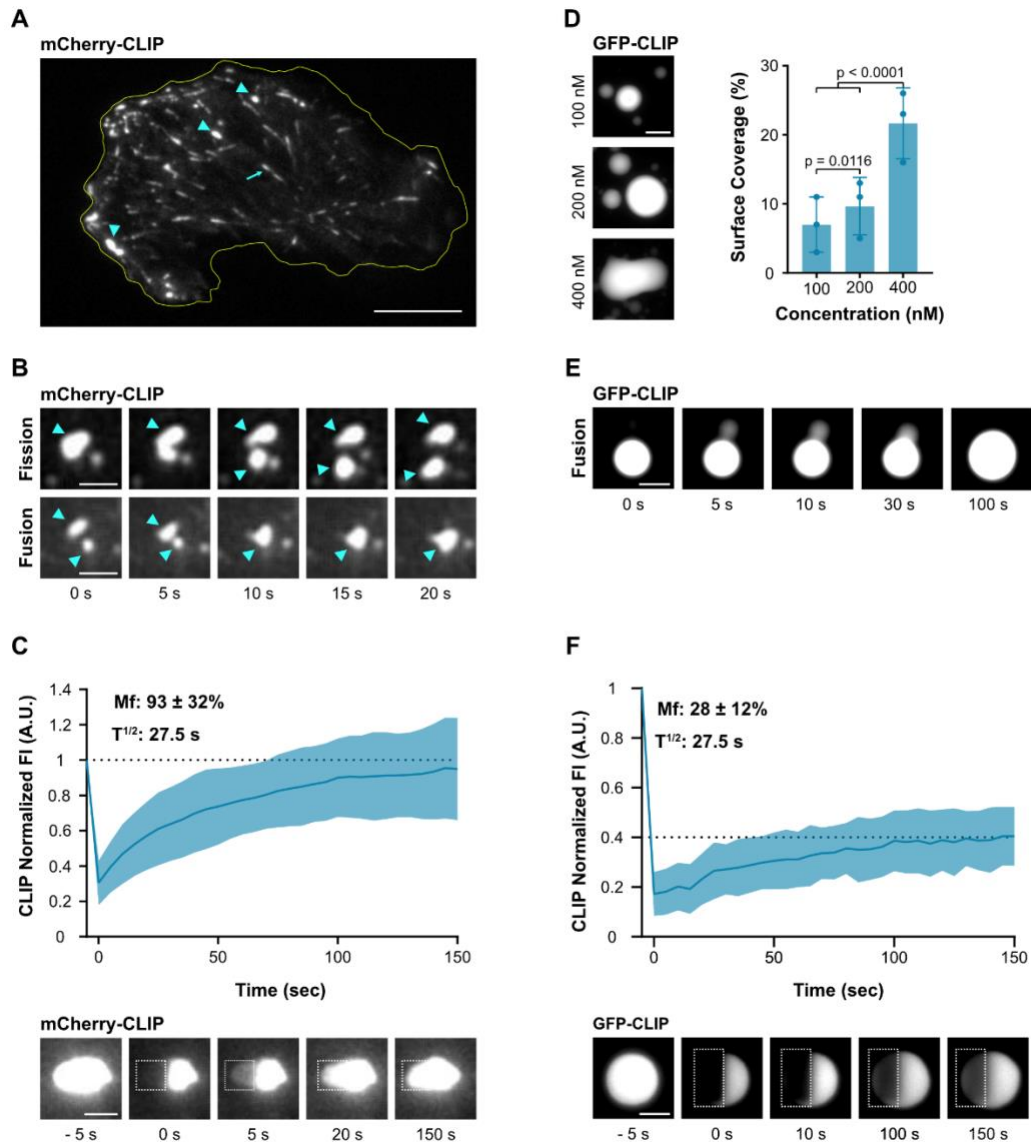 A
mCherry-CLIP
B
mCherry-CLIP
Fission
Fusion
0 s 5 s 10 s 15 s 20 s
C
CLIP Normalized FI (A.U.)
1.4
1.2
1
0.8
0.6
0.4
0.2
0
Mf: 93 ± 32%
T1/2: 27.5 s
0 50 100 150
Time (sec)
mCherry-CLIP
- 5 s 0 s 5 s 20 s 150 s
D
GFP-CLIP
100 nM
200 nM
400 nM
Surface Coverage (%)
30
20
10
0
p < 0.0001
p = 0.0116
100 200 400
Concentration (nM)
E
GFP-CLIP
Fusion
0 s 5 s 10 s 30 s 100 s
F
CLIP Normalized FI (A.U.)
1
0.8
0.6
0.4
0.2
0
Mf: 28 ± 12%
T1/2: 27.5 s
0 50 100 150
Time (sec)
GFP-CLIP
- 5 s 0 s 10 s 100 s 150 s